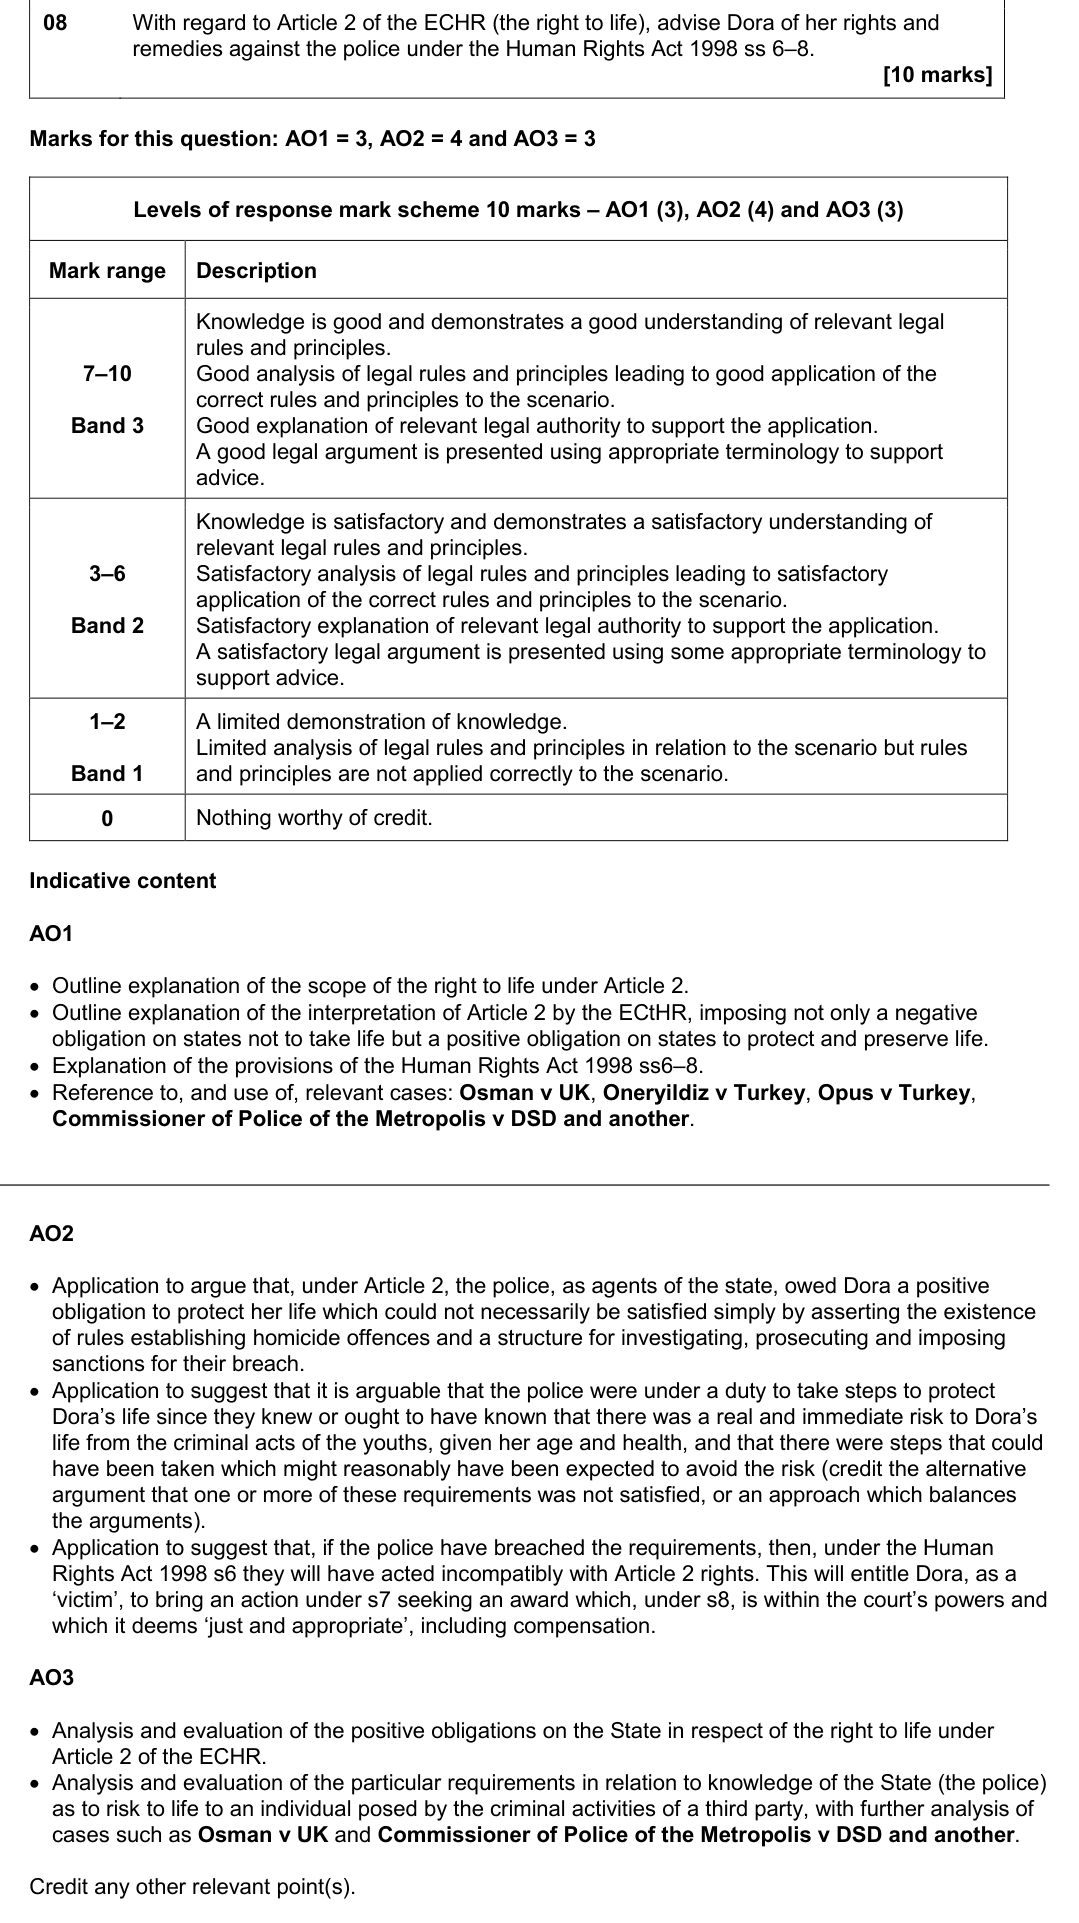 08 With regard to Article 2 of the ECHR (the right to life), advise Dora of her rights and
remedies against the police under the Human Rights Act 1998 ss 6–8.
[10 marks]
Marks for this question: AO1 = 3, AO2 = 4 and AO3 = 3
Levels of response mark scheme 10 marks – AO1 (3), AO2 (4) and AO3 (3)
Mark range Description
7–10
Band 3
Knowledge is good and demonstrates a good understanding of relevant legal
rules and principles.
Good analysis of legal rules and principles leading to good application of the
correct rules and principles to the scenario.
Good explanation of relevant legal authority to support the application.
A good legal argument is presented using appropriate terminology to support
advice.
3–6
Band 2
Knowledge is satisfactory and demonstrates a satisfactory understanding of
relevant legal rules and principles.
Satisfactory analysis of legal rules and principles leading to satisfactory
application of the correct rules and principles to the scenario.
Satisfactory explanation of relevant legal authority to support the application.
A satisfactory legal argument is presented using some appropriate terminology to
support advice.
1–2
Band 1
A limited demonstration of knowledge.
Limited analysis of legal rules and principles in relation to the scenario but rules
and principles are not applied correctly to the scenario.
0 Nothing worthy of credit.
Indicative content
AO1
• Outline explanation of the scope of the right to life under Article 2.
• Outline explanation of the interpretation of Article 2 by the ECtHR, imposing not only a negative
obligation on states not to take life but a positive obligation on states to protect and preserve life.
• Explanation of the provisions of the Human Rights Act 1998 ss6–8.
• Reference to, and use of, relevant cases: Osman v UK, Oneryildiz v Turkey, Opus v Turkey,
Commissioner of Police of the Metropolis v DSD and another.
AO2
• Application to argue that, under Article 2, the police, as agents of the state, owed Dora a positive
obligation to protect her life which could not necessarily be satisfied simply by asserting the existence
of rules establishing homicide offences and a structure for investigating, prosecuting and imposing
sanctions for their breach.
• Application to suggest that it is arguable that the police were under a duty to take steps to protect
Dora's life since they knew or ought to have known that there was a real and immediate risk to Dora's
life from the criminal acts of the youths, given her age and health, and that there were steps that could
have been taken which might reasonably have been expected to avoid the risk (credit the alternative
argument that one or more of these requirements was not satisfied, or an approach which balances
the arguments).
• Application to suggest that, if the police have breached the requirements, then, under the Human
Rights Act 1998 s6 they will have acted incompatibly with Article 2 rights. This will entitle Dora, as a
'victim', to bring an action under s7 seeking an award which, under s8, is within the court's powers and
which it deems 'just and appropriate', including compensation.
AO3
• Analysis and evaluation of the positive obligations on the State in respect of the right to life under
Article 2 of the ECHR.
• Analysis and evaluation of the particular requirements in relation to knowledge of the State (the police)
as to risk to life to an individual posed by the criminal activities of a third party, with further analysis of
cases such as Osman v UK and Commissioner of Police of the Metropolis v DSD and another.
Credit any other relevant point(s).